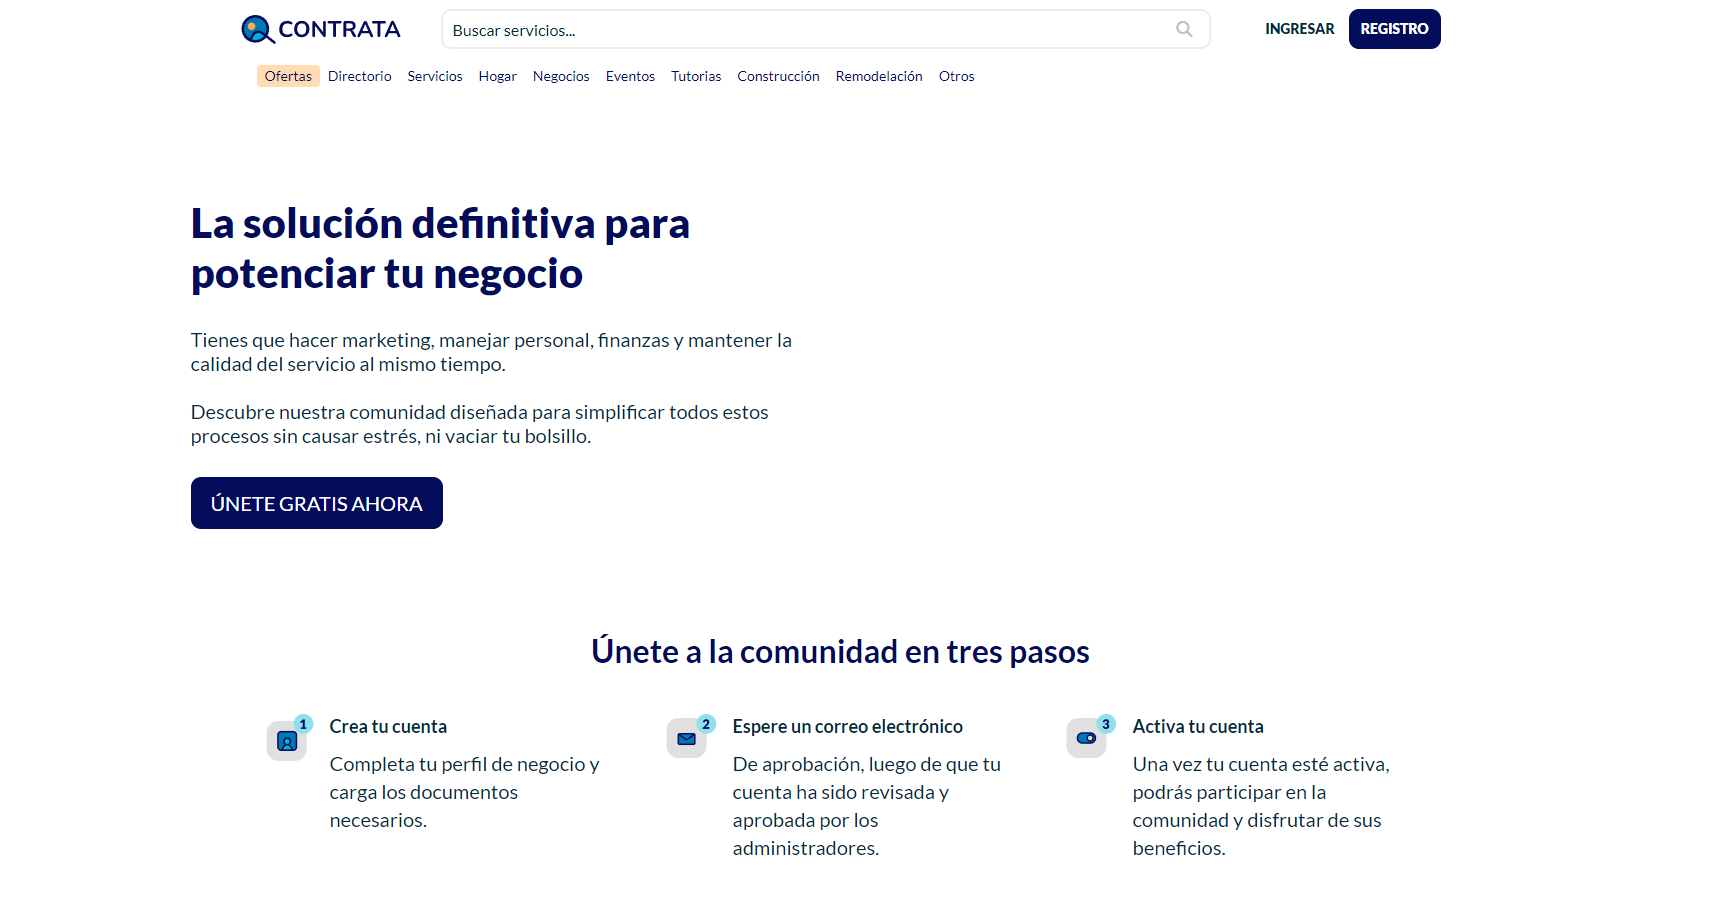 CONTRATA
Buscar servicios...
INGRESAR
REGISTRO
Ofertas Directorio Servicios Hogar Negocios Eventos Tutorias Construcción Remodelación Otros
La solución definitiva para
potenciar tu negocio
Tienes que hacer marketing, manejar personal, finanzas y mantener la
calidad del servicio al mismo tiempo.
Descubre nuestra comunidad diseñada para simplificar todos estos
procesos sin causar estrés, ni vaciar tu bolsillo.
ÚNETE GRATIS AHORA
Únete a la comunidad en tres pasos
1
Crea tu cuenta
Completa tu perfil de negocio y
carga los documentos
necesarios.
2
Espere un correo electrónico
De aprobación, luego de que tu
cuenta ha sido revisada y
aprobada por los
administradores.
3
Activa tu cuenta
Una vez tu cuenta esté activa,
podrás participar en la
comunidad y disfrutar de sus
beneficios.